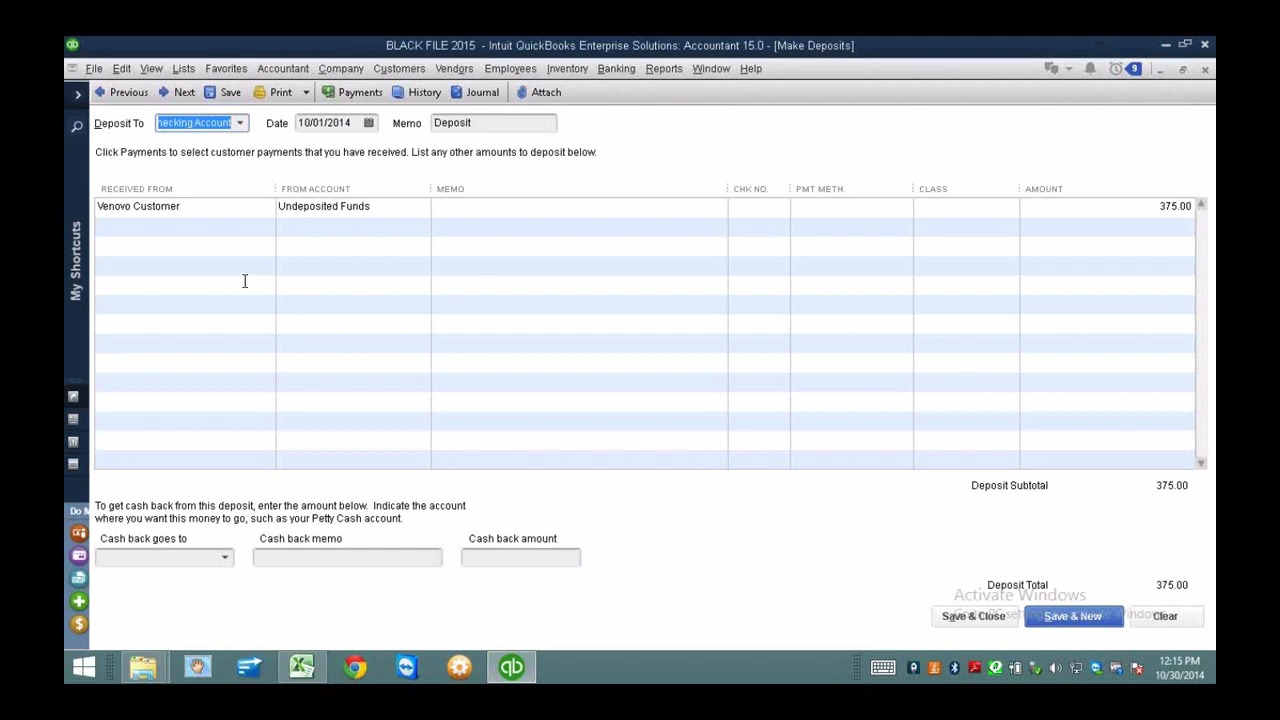 BLACK FILE 2015 - Intuit QuickBooks Enterprise Solutions: Accountant 15.0 - [Make Deposits]
File Edit View Lists Favorites Accountant Company Customers Vendors Employees Inventory Banking Reports Window Help 9
Previous Next Save Print Payments History Journal Attach
Deposit To hecking Account Date 10/01/2014 Memo Deposit
Click Payments to select customer payments that you have received. List any other amounts to deposit below.
RECEIVED FROM FROM ACCOUNT MEMO CHK NO. PMT METH. CLASS AMOUNT
Venovo Customer Undeposited Funds 375.00
My Shortcuts
Deposit Subtotal 375.00
Do M
To get cash back from this deposit, enter the amount below. Indicate the account
where you want this money to go, such as your Petty Cash account.
Cash back goes to Cash back memo Cash back amount
Deposit Total 375.00
Activate Windows
Save & Close Save & New Clear
12:15 PM
10/30/2014